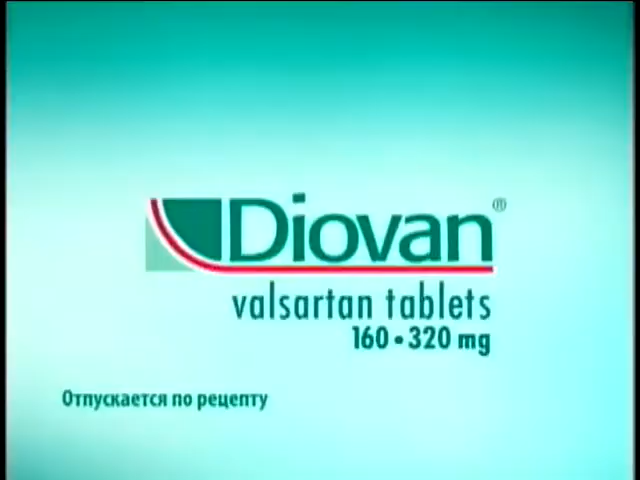 Diovan®
valsartan tablets
160 • 320 mg
Отпускается по рецепту